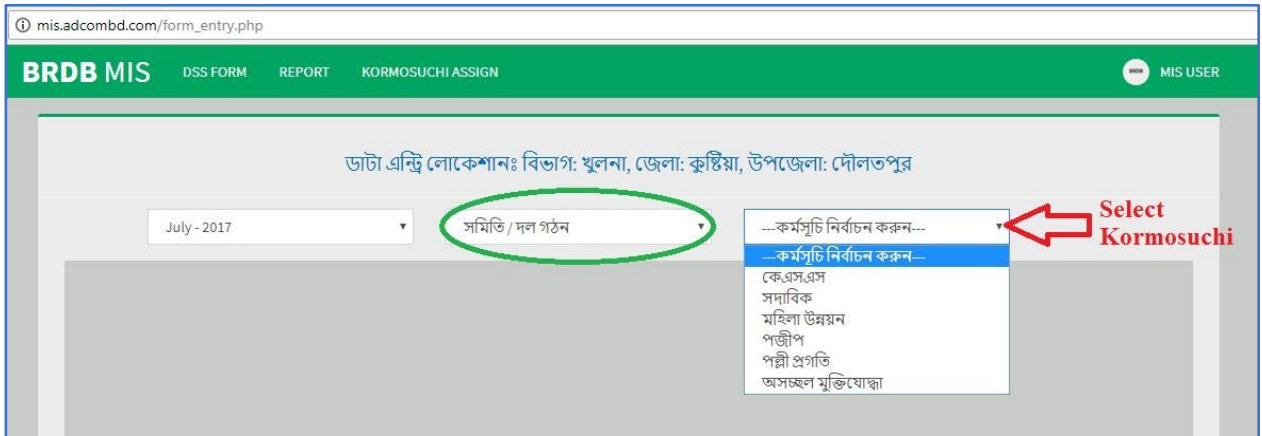 mis.adcombd.com/form_entry.php
BRDB MIS DSS FORM REPORT KORMOSUCHI ASSIGN MIS USER
ডাটা এন্ট্রি লোকেশানঃ বিভাগ: খুলনা, জেলা: কুষ্টিয়া, উপজেলা: দৌলতপুর
July - 2017 সমিতি / দল গঠন ---কর্মসূচি নির্বাচন করুন--- Select
Kormosuchi
---কর্মসূচি নির্বাচন করুন---
কেএসএস
সদাবিক
মহিলা উন্নয়ন
পজীপ
পল্লী প্রগতি
অসচ্ছল মুক্তিযোদ্ধা